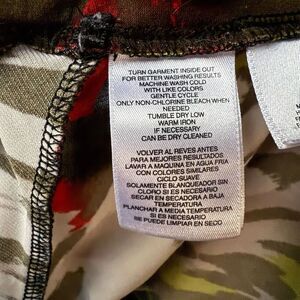 TURN GARMENT INSIDE OUT
FOR BETTER WASHING RESULTS
MACHINE WASH COLD
WITH LIKE COLORS
GENTLE CYCLE
ONLY NON-CHLORINE BLEACH WHEN
NEEDED
TUMBLE DRY LOW
WARM IRON
IF NECESSARY
CAN BE DRY CLEANED
VOLVER AL REVES ANTES
PARA MEJORES RESULTADOS
LAVAR A MAQUINA EN AGUA FRIA
CON COLORES SIMILARES
CICLO SUAVE
SOLAMENTE BLANQUEADOR SIN
CLORO SI ES NECESARIO
SECAR EN SECADORA A BAJA
TEMPERATURA
PLANCHAR A MEDIA TEMPERATURA
SI ES NECESARIO
SE PUEDE LIMPIAR EN SECO